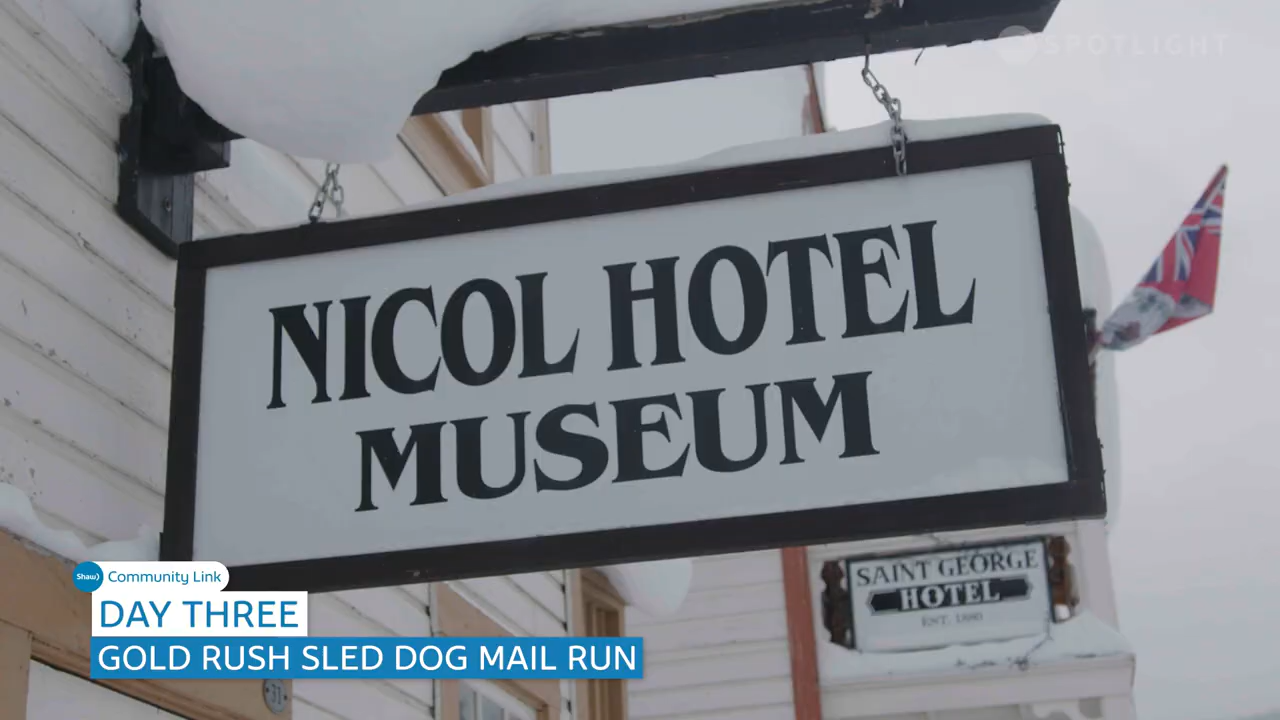 SPOTLIGHT
NICOL HOTEL
MUSEUM
SAINT GEORGE
HOTEL
EST. 1890
Shaw)
Community Link
DAY THREE
GOLD RUSH SLED DOG MAIL RUN
31